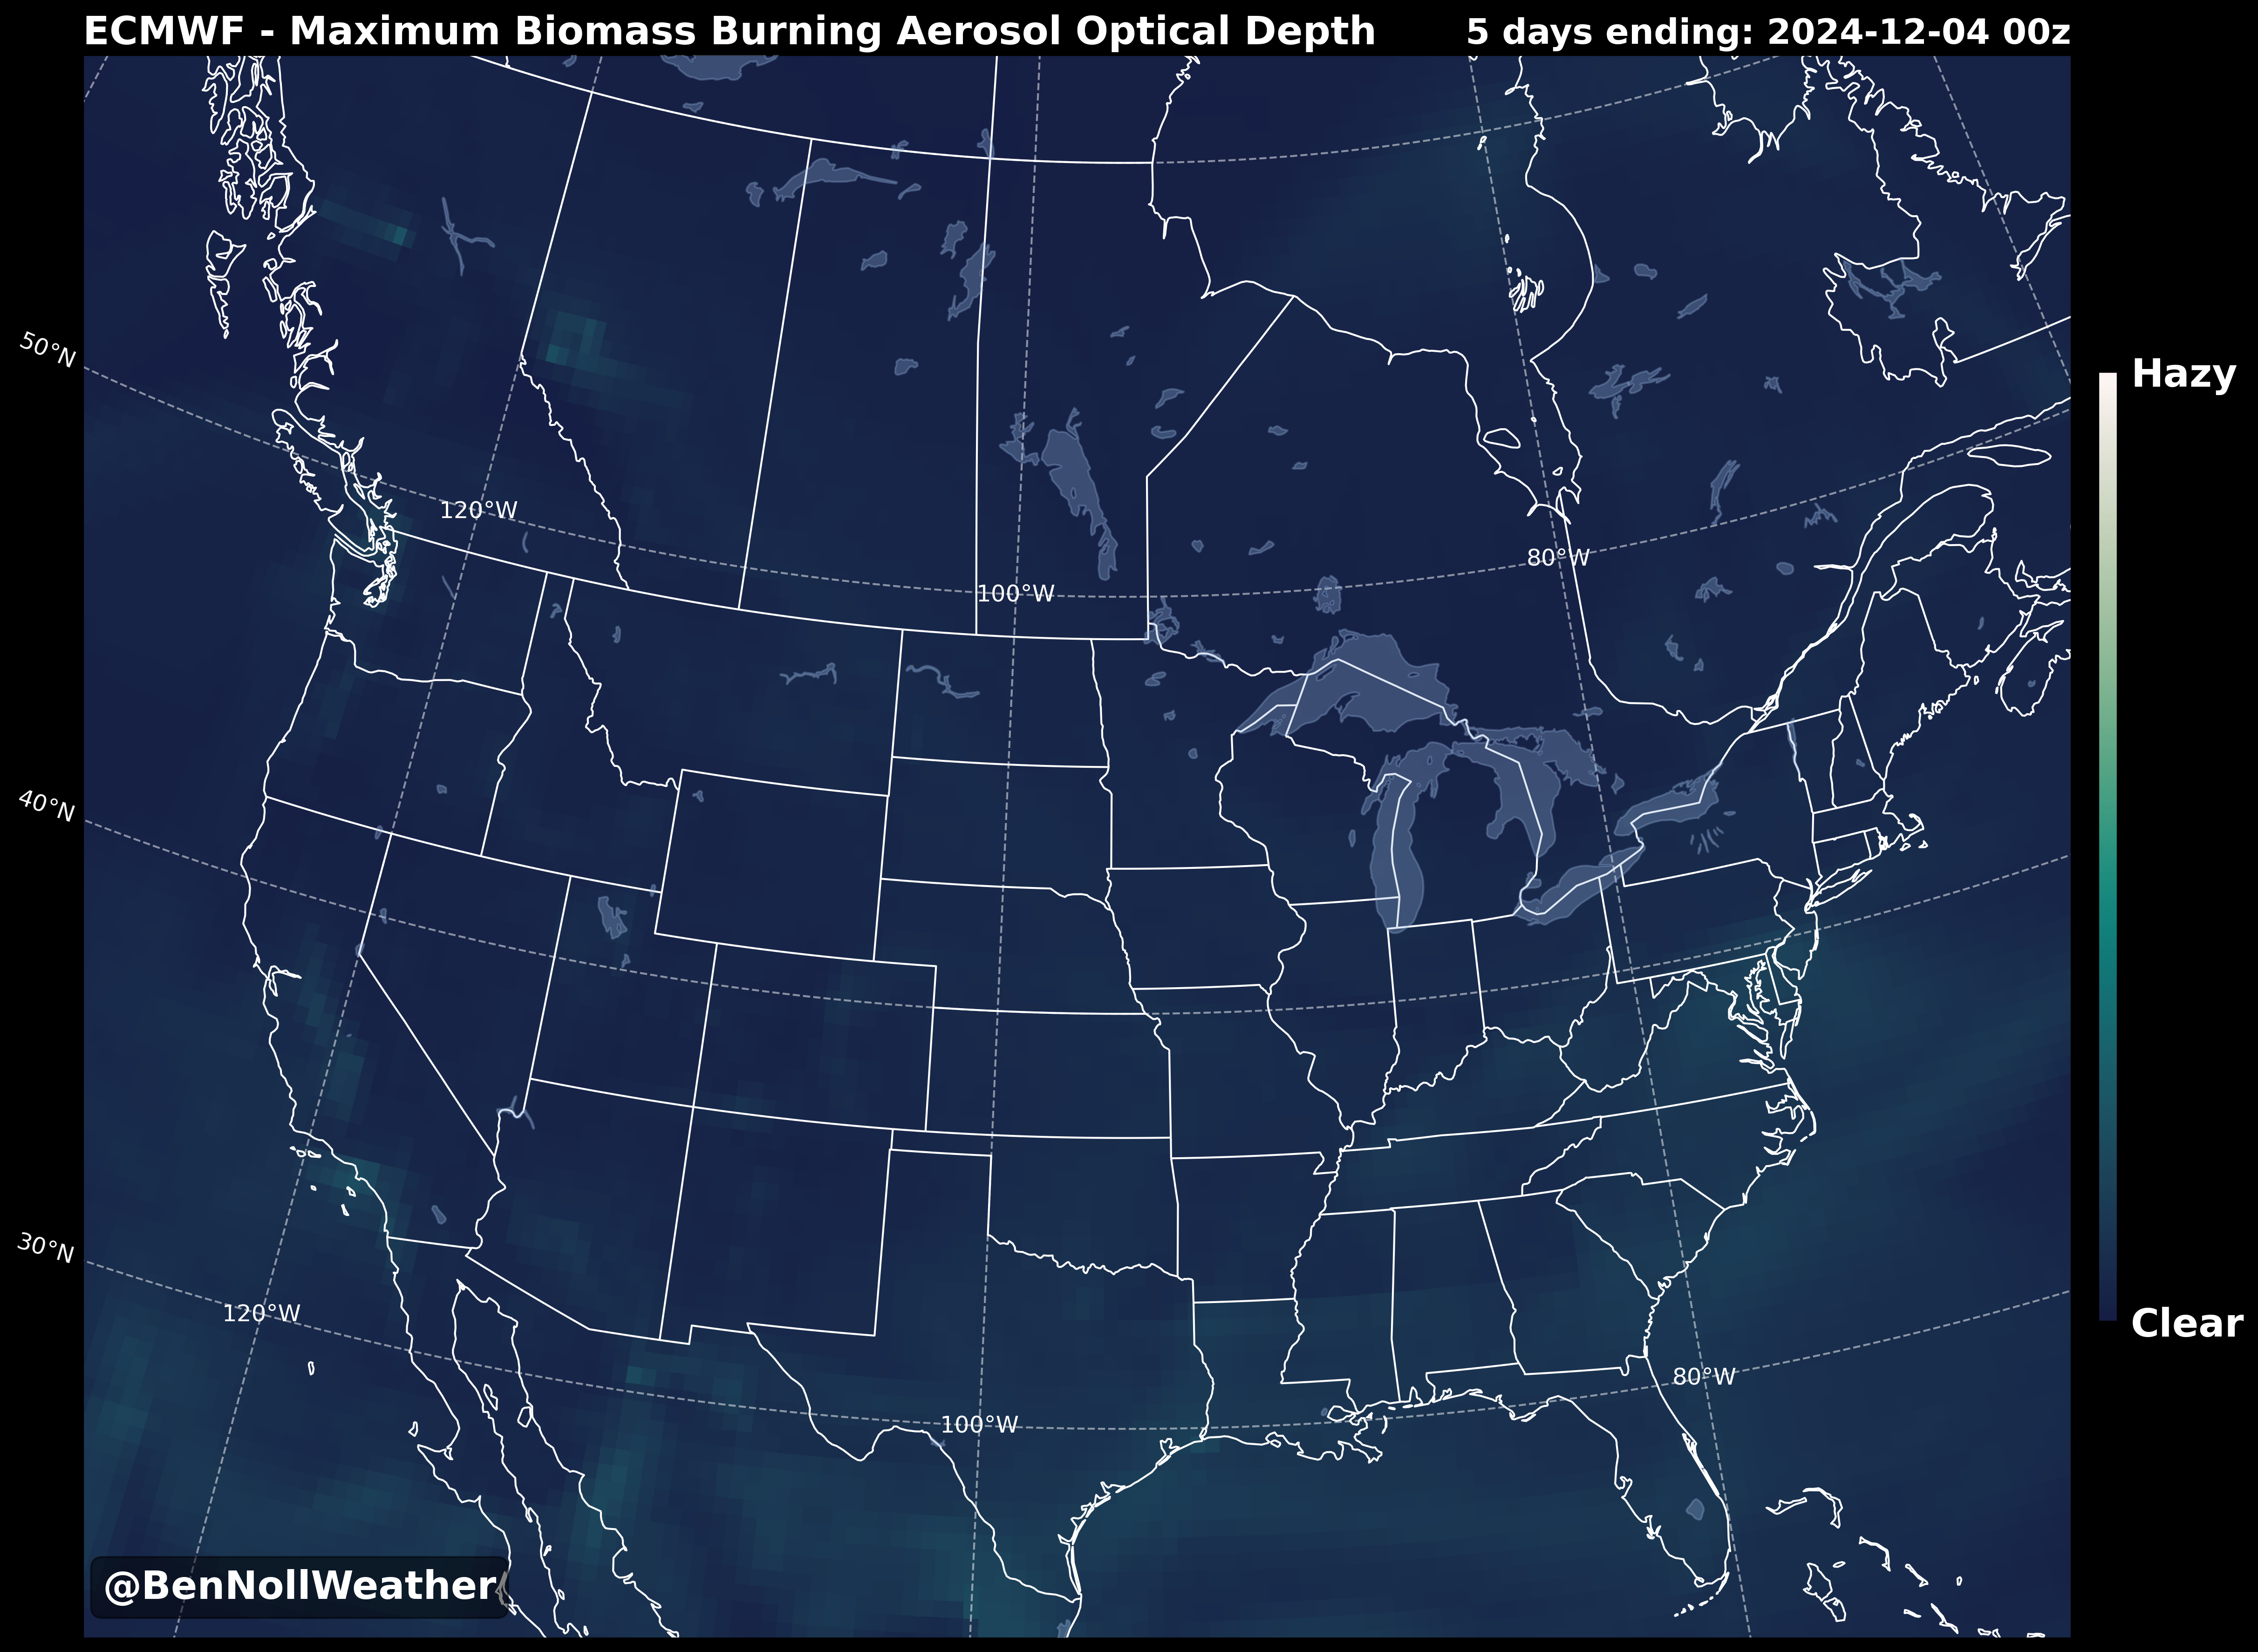 ECMWF - Maximum Biomass Burning Aerosol Optical Depth
5 days ending: 2024-12-04 00z
50°N
Hazy
120°W
80°W
100°W
40°N
30°N
120°W
Clear
80°W
100°W
@BenNollWeather